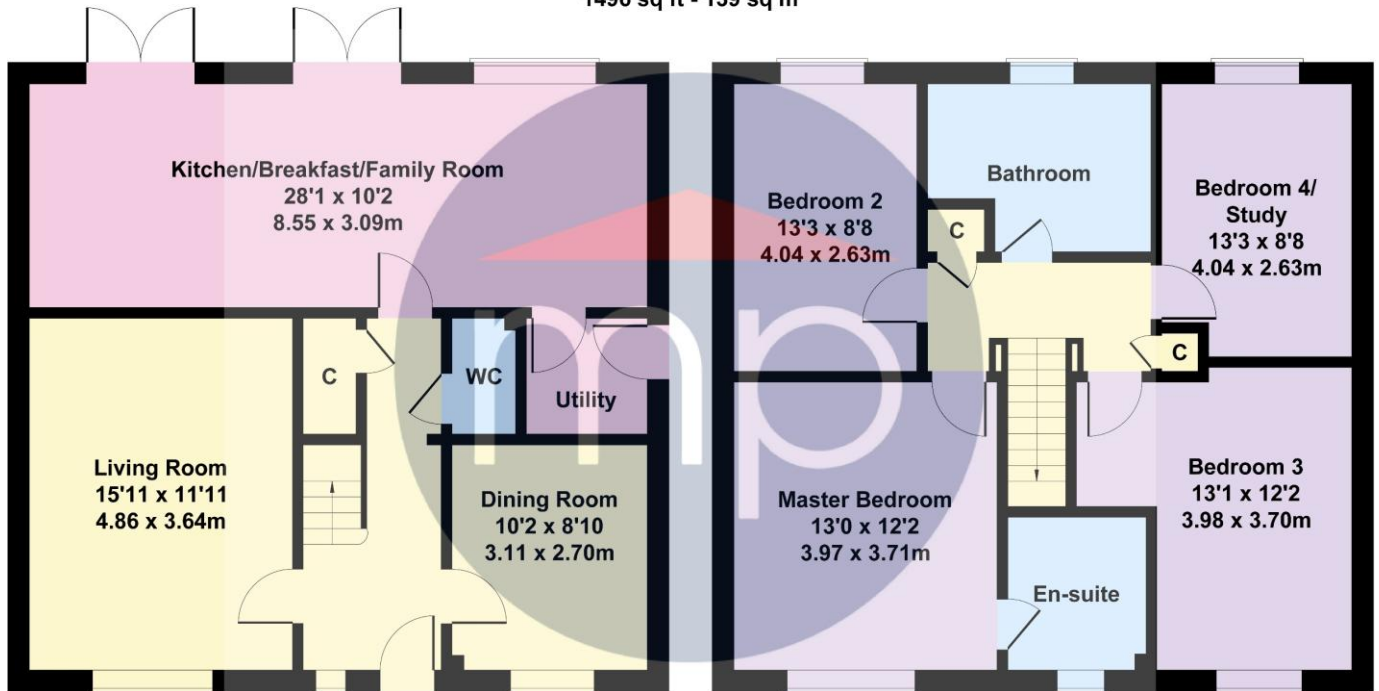 1496 sq ft - 139 sq m
Kitchen/Breakfast/Family Room
28'1 x 10'2
8.55 x 3.09m
C
WC
Utility
Living Room
15'11 x 11'11
4.86 x 3.64m
Dining Room
10'2 x 8'10
3.11 x 2.70m
Bedroom 2
13'3 x 8'8
4.04 x 2.63m
Bathroom
C
Bedroom 4/
Study
13'3 x 8'8
4.04 x 2.63m
C
Master Bedroom
13'0 x 12'2
3.97 x 3.71m
En-suite
Bedroom 3
13'1 x 12'2
3.98 x 3.70m
mp